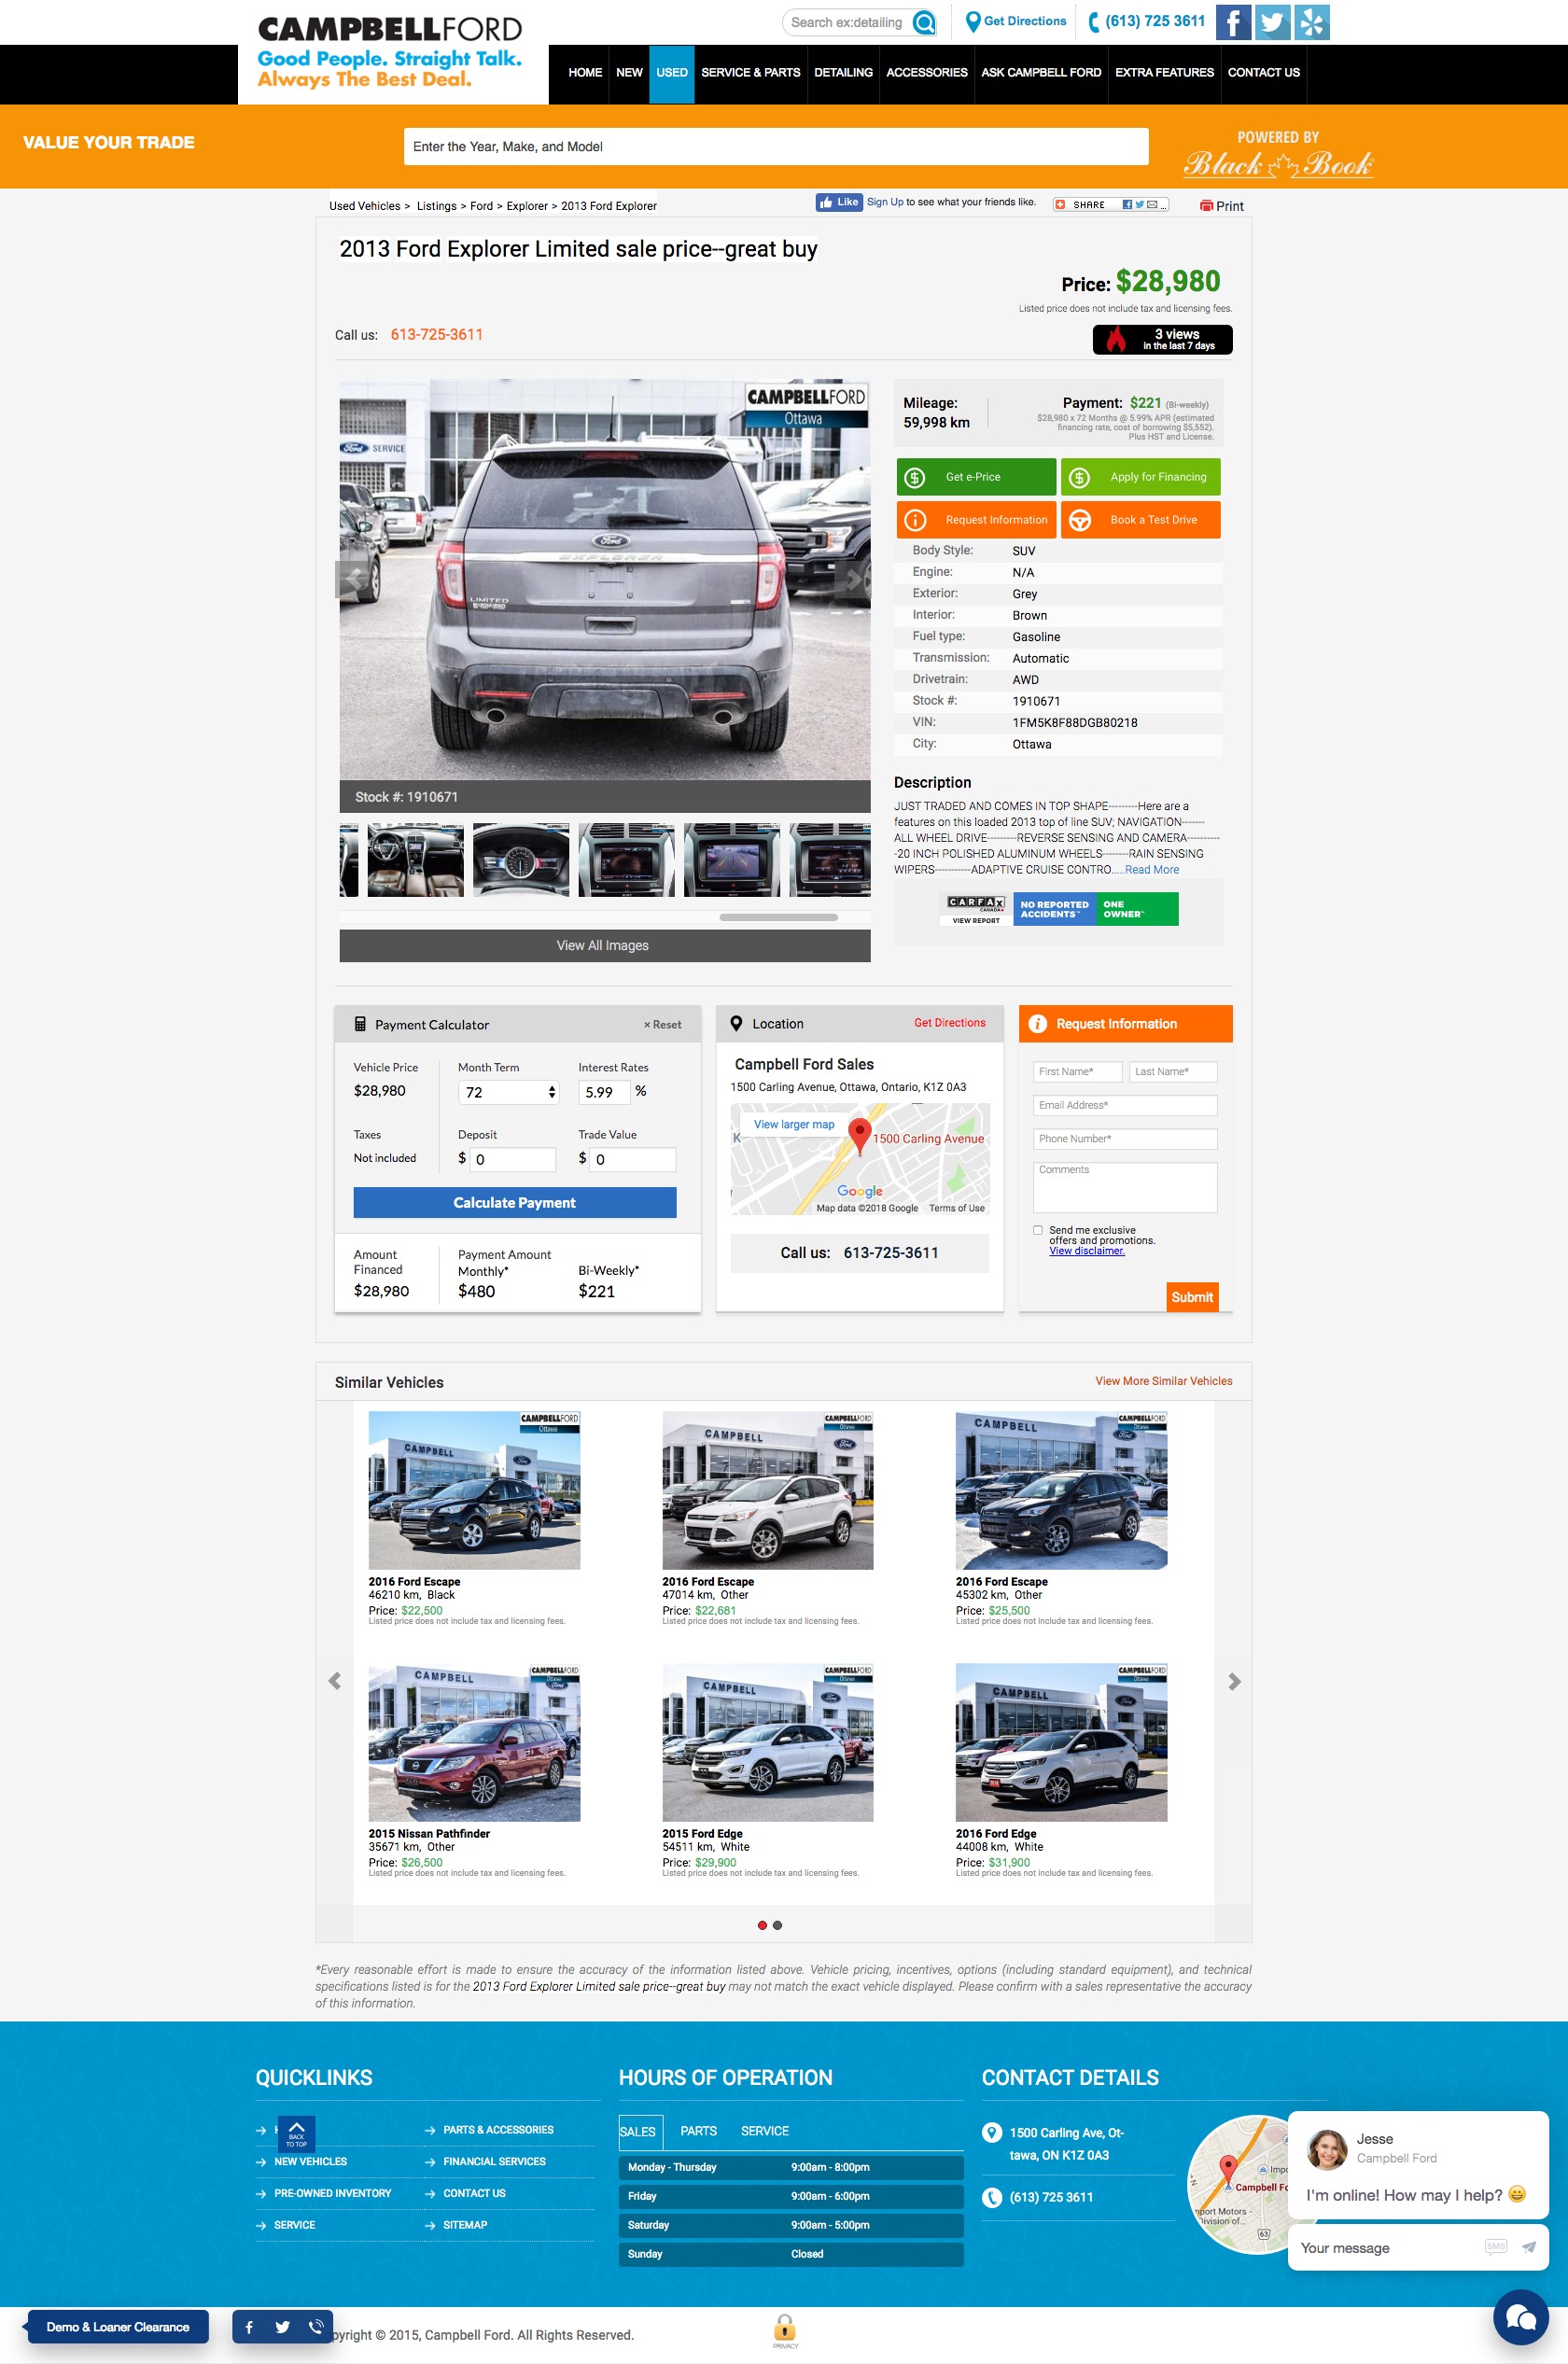 CAMPBELLFORD
Good People. Straight Talk.
Always The Best Deal.
Search ex:detailing
Get Directions
(613) 725 3611
HOME NEW USED SERVICE & PARTS DETAILING ACCESSORIES ASK CAMPBELL FORD EXTRA FEATURES CONTACT US
VALUE YOUR TRADE
Enter the Year, Make, and Model
POWERED BY
Black Book
Used Vehicles > Listings > Ford > Explorer > 2013 Ford Explorer
Like Sign Up to see what your friends like.
SHARE
Print
2013 Ford Explorer Limited sale price--great buy
Price: $28,980
Listed price does not include tax and licensing fees.
Call us: 613-725-3611
3 views
in the last 7 days
CAMPBELLFORD
Ottawa
Ford SERVICE
Ford
EXPLORER
LIMITED
Stock #: 1910671
View All Images
Mileage:
59,998 km
Payment: $221 (Bi-weekly)
$28,980 x 72 Months @ 5.99% APR (estimated
financing rate, cost of borrowing $5,552).
Plus HST and License.
Get e-Price
Apply for Financing
Request Information
Book a Test Drive
Body Style: SUV
Engine: N/A
Exterior: Grey
Interior: Brown
Fuel type: Gasoline
Transmission: Automatic
Drivetrain: AWD
Stock #: 1910671
VIN: 1FM5K8F88DGB80218
City: Ottawa
Description
JUST TRADED AND COMES IN TOP SHAPE---------Here are a
features on this loaded 2013 top of line SUV; NAVIGATION-------
ALL WHEEL DRIVE---------REVERSE SENSING AND CAMERA----------
-20 INCH POLISHED ALUMINUM WHEELS--------RAIN SENSING
WIPERS-----------ADAPTIVE CRUISE CONTRO.....Read More
CARFAX
CANADA
VIEW REPORT
NO REPORTED
ACCIDENTS™
ONE
OWNER™
Payment Calculator
× Reset
Vehicle Price
$28,980
Month Term
72
Interest Rates
5.99 %
Taxes
Not included
Deposit
$ 0
Trade Value
$ 0
Calculate Payment
Amount
Financed
$28,980
Payment Amount
Monthly*
$480
Bi-Weekly*
$221
Location
Get Directions
Campbell Ford Sales
1500 Carling Avenue, Ottawa, Ontario, K1Z 0A3
View larger map
1500 Carling Avenue
Google
Map data ©2018 Google Terms of Use
Call us: 613-725-3611
Request Information
First Name* Last Name*
Email Address*
Phone Number*
Comments
Send me exclusive
offers and promotions.
View disclaimer.
Submit
Similar Vehicles
View More Similar Vehicles
2016 Ford Escape
46210 km, Black
Price: $22,500
Listed price does not include tax and licensing fees.
2016 Ford Escape
47014 km, Other
Price: $22,681
Listed price does not include tax and licensing fees.
2016 Ford Escape
45302 km, Other
Price: $25,500
Listed price does not include tax and licensing fees.
2015 Nissan Pathfinder
35671 km, Other
Price: $26,500
Listed price does not include tax and licensing fees.
2015 Ford Edge
54511 km, White
Price: $29,900
Listed price does not include tax and licensing fees.
2016 Ford Edge
44008 km, White
Price: $31,900
Listed price does not include tax and licensing fees.
*Every reasonable effort is made to ensure the accuracy of the information listed above. Vehicle pricing, incentives, options (including standard equipment), and technical
specifications listed is for the 2013 Ford Explorer Limited sale price--great buy may not match the exact vehicle displayed. Please confirm with a sales representative the accuracy
of this information.
QUICKLINKS
BACK
TO TOP
PARTS & ACCESSORIES
NEW VEHICLES
FINANCIAL SERVICES
PRE-OWNED INVENTORY
CONTACT US
SERVICE
SITEMAP
HOURS OF OPERATION
SALES PARTS SERVICE
Monday - Thursday 9:00am - 8:00pm
Friday 9:00am - 6:00pm
Saturday 9:00am - 5:00pm
Sunday Closed
CONTACT DETAILS
1500 Carling Ave, Ot-
tawa, ON K1Z 0A3
(613) 725 3611
Campbell Fo
Jesse
Campbell Ford
I'm online! How may I help?
Your message
SMS
Demo & Loaner Clearance
pyright © 2015, Campbell Ford. All Rights Reserved.
PRIVACY